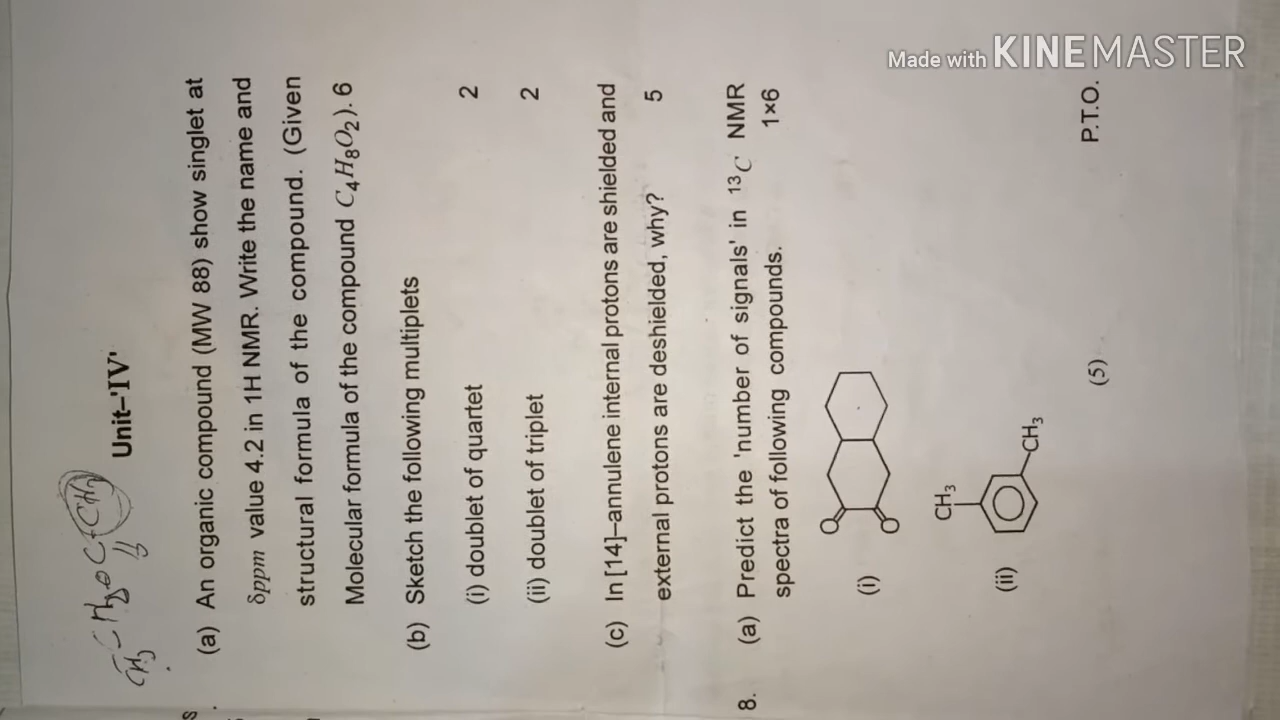 Made with KINEMASTER
CH3-CH2OC-CH3
O
Unit–'IV'
(a) An organic compound (MW 88) show singlet at
δppm value 4.2 in 1H NMR. Write the name and
structural formula of the compound. (Given
Molecular formula of the compound C₄H₈O₂). 6
(b) Sketch the following multiplets
(i) doublet of quartet 2
(ii) doublet of triplet 2
(c) In [14]–annulene internal protons are shielded and
external protons are deshielded, why? 5
8. (a) Predict the 'number of signals' in ¹³C NMR
spectra of following compounds. 1×6
(i)
O
O
(ii)
CH₃
CH₃
(5)
P.T.O.